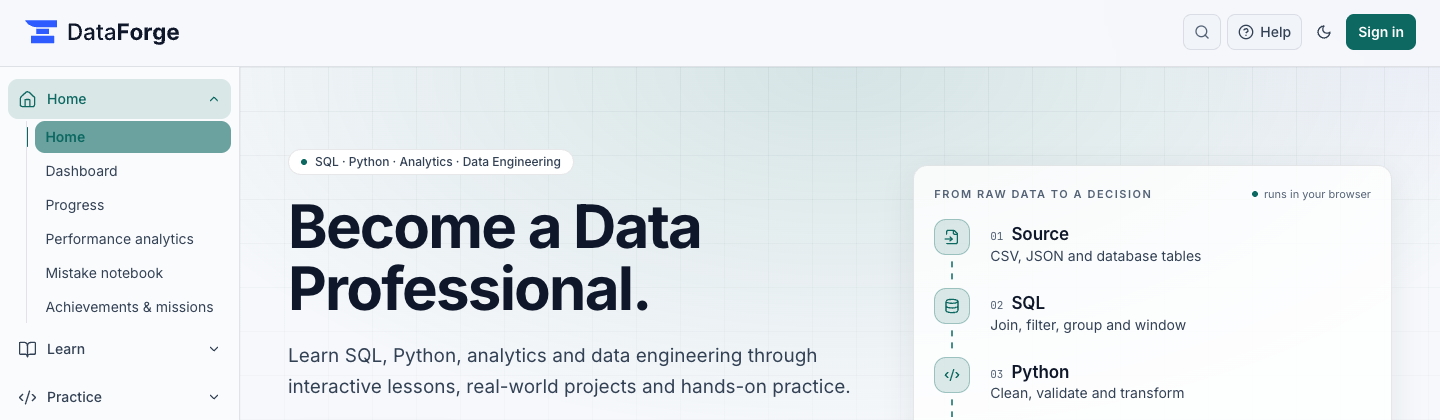 DataForge
Help
Sign in
Home
Home
Dashboard
Progress
Performance analytics
Mistake notebook
Achievements & missions
Learn
Practice
SQL · Python · Analytics · Data Engineering
Become a Data
Professional.
Learn SQL, Python, analytics and data engineering through
interactive lessons, real-world projects and hands-on practice.
FROM RAW DATA TO A DECISION
runs in your browser
01 Source
CSV, JSON and database tables
02 SQL
Join, filter, group and window
03 Python
Clean, validate and transform